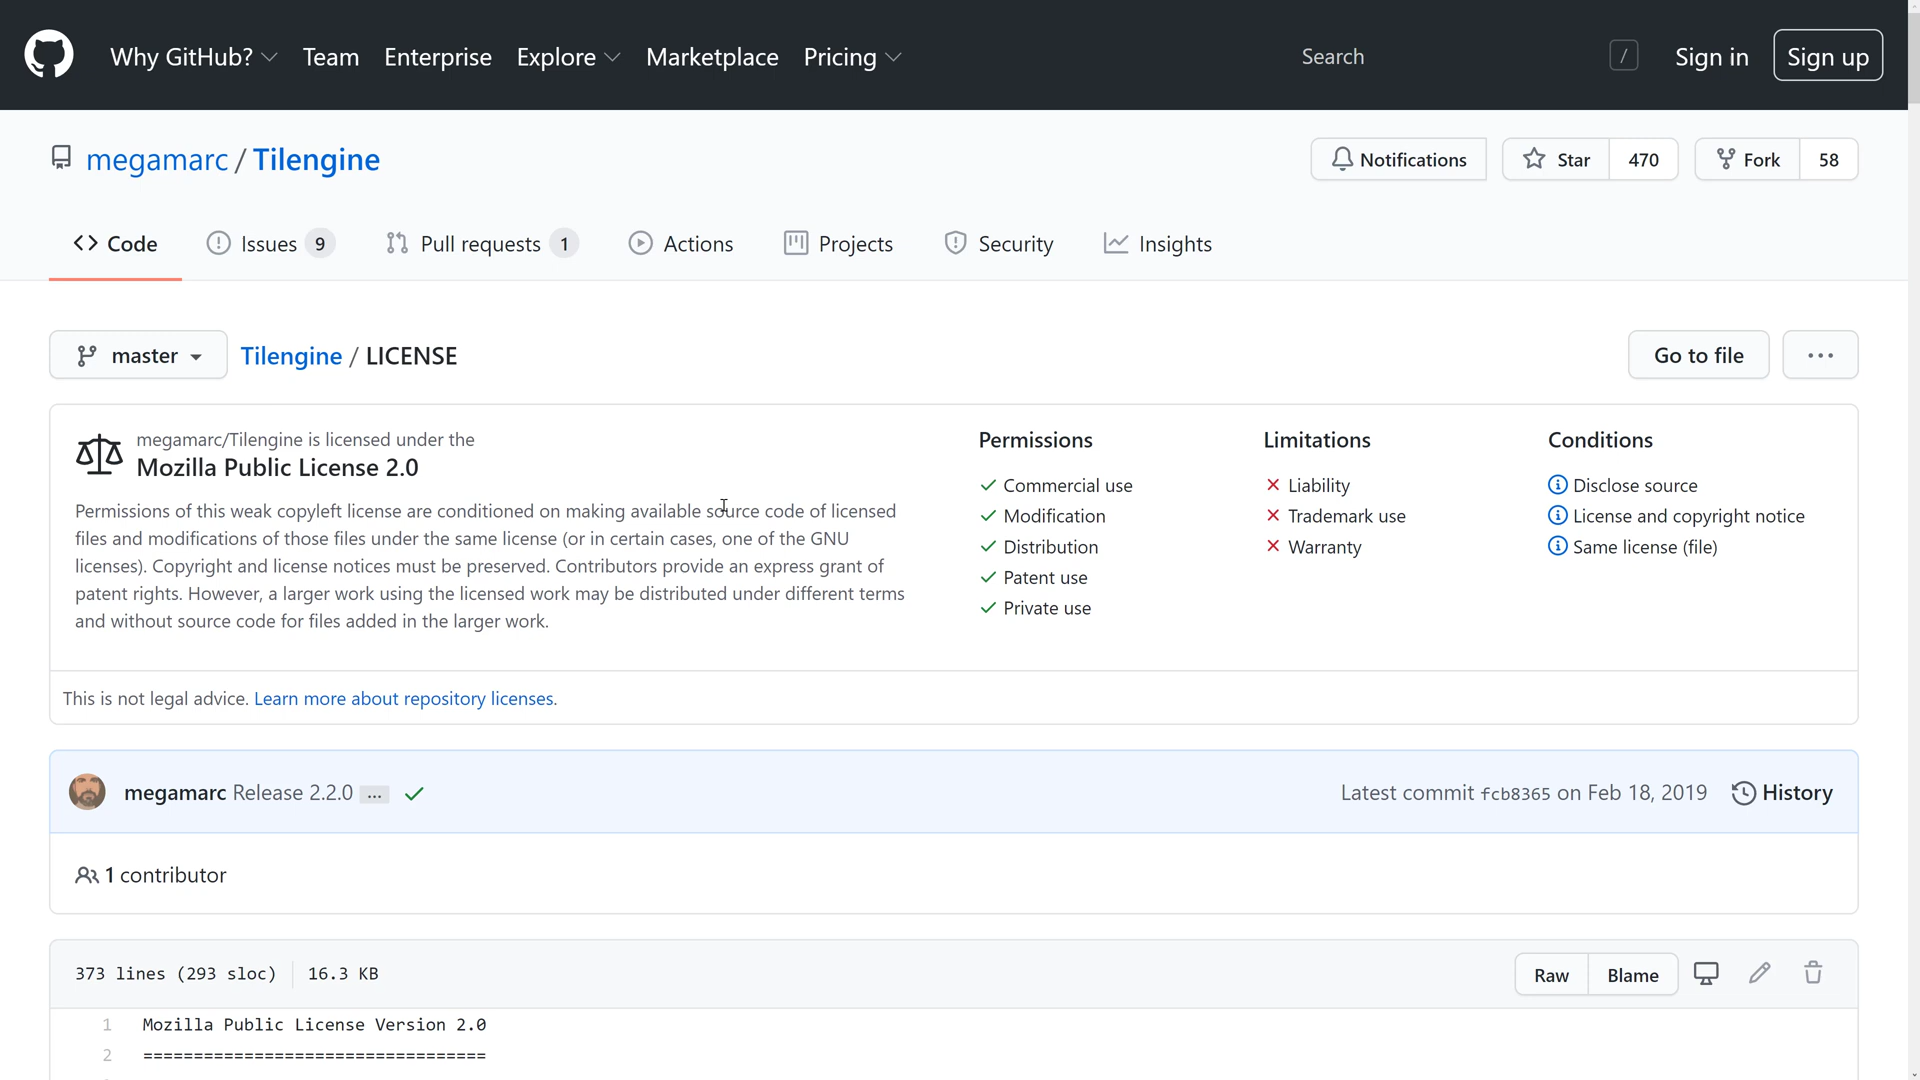 Why GitHub? Team Enterprise Explore Marketplace Pricing Search / Sign in Sign up
megamarc / Tilengine Notifications Star 470 Fork 58
Code Issues 9 Pull requests 1 Actions Projects Security Insights
master Tilengine / LICENSE Go to file ...
megamarc/Tilengine is licensed under the
Mozilla Public License 2.0
Permissions of this weak copyleft license are conditioned on making available source code of licensed
files and modifications of those files under the same license (or in certain cases, one of the GNU
licenses). Copyright and license notices must be preserved. Contributors provide an express grant of
patent rights. However, a larger work using the licensed work may be distributed under different terms
and without source code for files added in the larger work.
Permissions
Commercial use
Modification
Distribution
Patent use
Private use
Limitations
Liability
Trademark use
Warranty
Conditions
Disclose source
License and copyright notice
Same license (file)
This is not legal advice. Learn more about repository licenses.
megamarc Release 2.2.0 ... Latest commit fcb8365 on Feb 18, 2019 History
1 contributor
373 lines (293 sloc) 16.3 KB Raw Blame
1 Mozilla Public License Version 2.0
2 ==================================